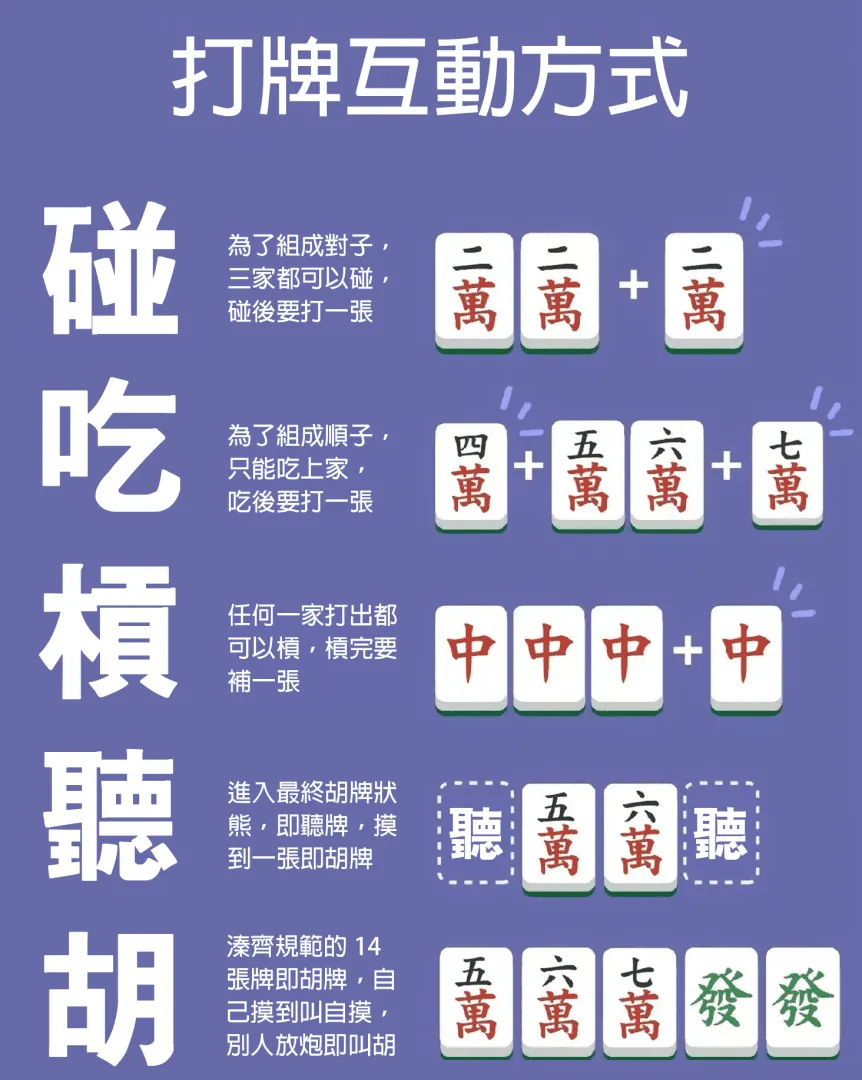 打牌互動方式
碰
為了組成對子，
三家都可以碰，
碰後要打一張
二萬 二萬 + 二萬
吃
為了組成順子，
只能吃上家，
吃後要打一張
四萬 + 五萬 六萬 + 七萬
槓
任何一家打出都
可以槓，槓完要
補一張
中 中 中 + 中
聽
進入最終胡牌狀
熊，即聽牌，摸
到一張即胡牌
聽 五萬 六萬 聽
胡
溱齊規範的 14
張牌即胡牌，自
己摸到叫自摸，
別人放炮即叫胡
五萬 六萬 七萬 發 發